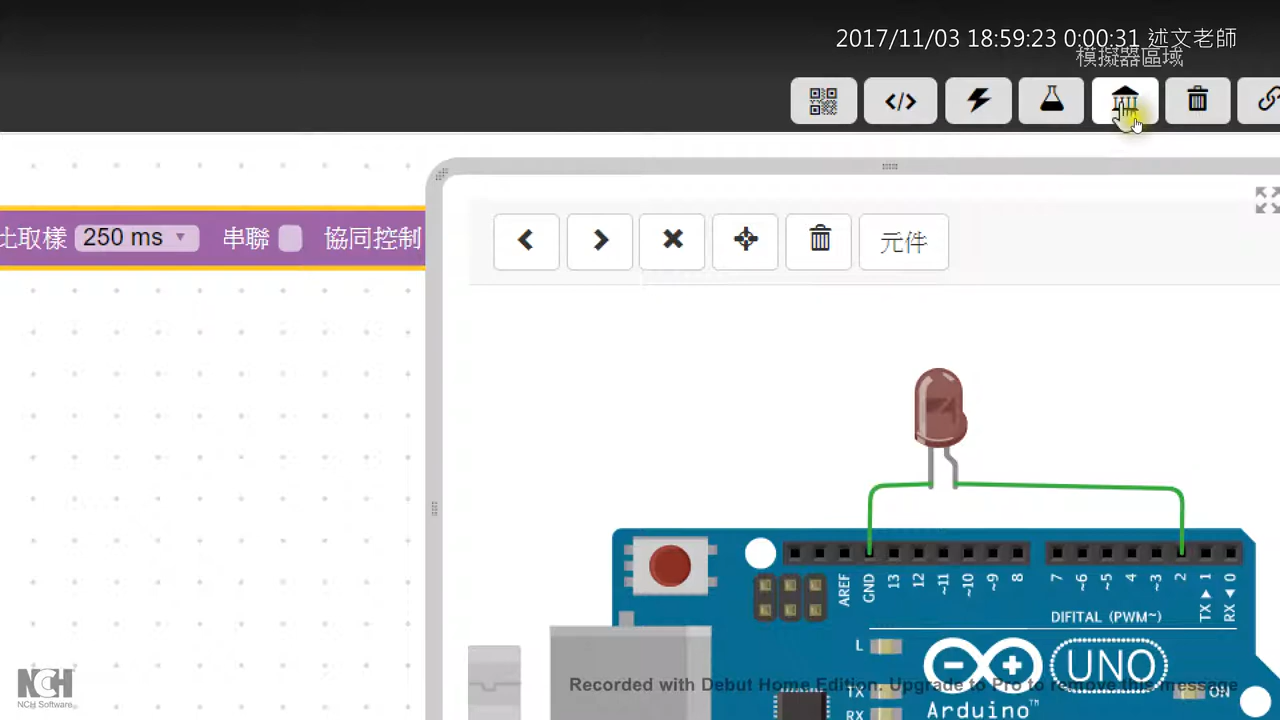 2017/11/03 18:59:23 0:00:31 述文老師
模擬器區域
</>
比取樣 250 ms 串聯 協同控制
元件
AREF GND 13 12 ~11 ~10 ~9 8 7 ~6 ~5 4 ~3 2 TX 1 RX 0
DIFITAL (PWM~)
L
UNO
TX
RX
Arduino™
ON
NCH
NCH Software
Recorded with Debut Home Edition. Upgrade to Pro to remove this message